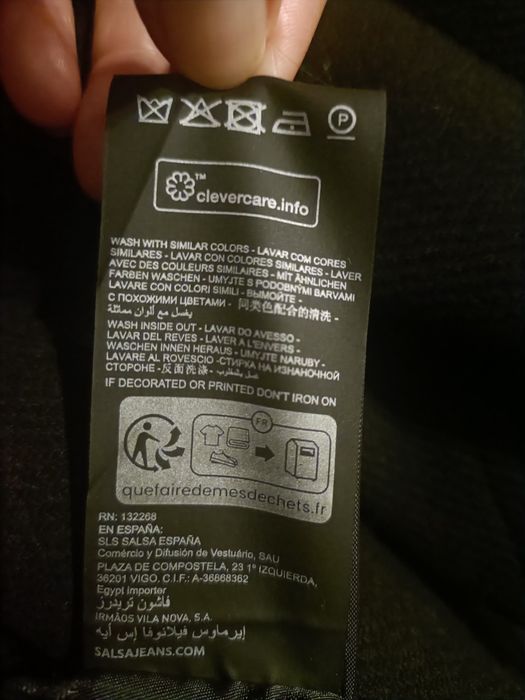 P
™
clevercare.info
WASH WITH SIMILAR COLORS - LAVAR COM CORES
SIMILARES - LAVAR CON COLORES SIMILARES - LAVER
AVEC DES COULEURS SIMILAIRES - MIT ÄHNLICHEN
FARBEN WASCHEN - UMYJTE S PODOBNÝMI BARVAMI
LAVARE CON COLORI SIMILI - ВЫМОЙТЕ -
С ПОХОЖИМИ ЦВЕТАМИ - 同类色配合的清洗 -
يغسل مع ألوان مماثلة
WASH INSIDE OUT - LAVAR DO AVESSO -
LAVAR DEL REVES - LAVER A L'ENVERS -
WASCHEN INNEN HERAUS - UMYJTE NARUBY -
LAVARE AL ROVESCIO - СТИРКА НА ИЗНАНОЧНОЙ
СТОРОНЕ - 反面洗涤 -
IF DECORATED OR PRINTED DON'T IRON ON
FR
quefairedemesdechets.fr
RN: 132268
EN ESPAÑA:
SLS SALSA ESPAÑA
Comércio y Difusión de Vestuário, SAU
PLAZA DE COMPOSTELA, 23 1º IZQUIERDA,
36201 VIGO. C.I.F.: A-36868362
Egypt importer
فاشون تريدرز
IRMÃOS VILA NOVA, S.A.
إيرماوس فيلانوفا إس أيه
SALSAJEANS.COM